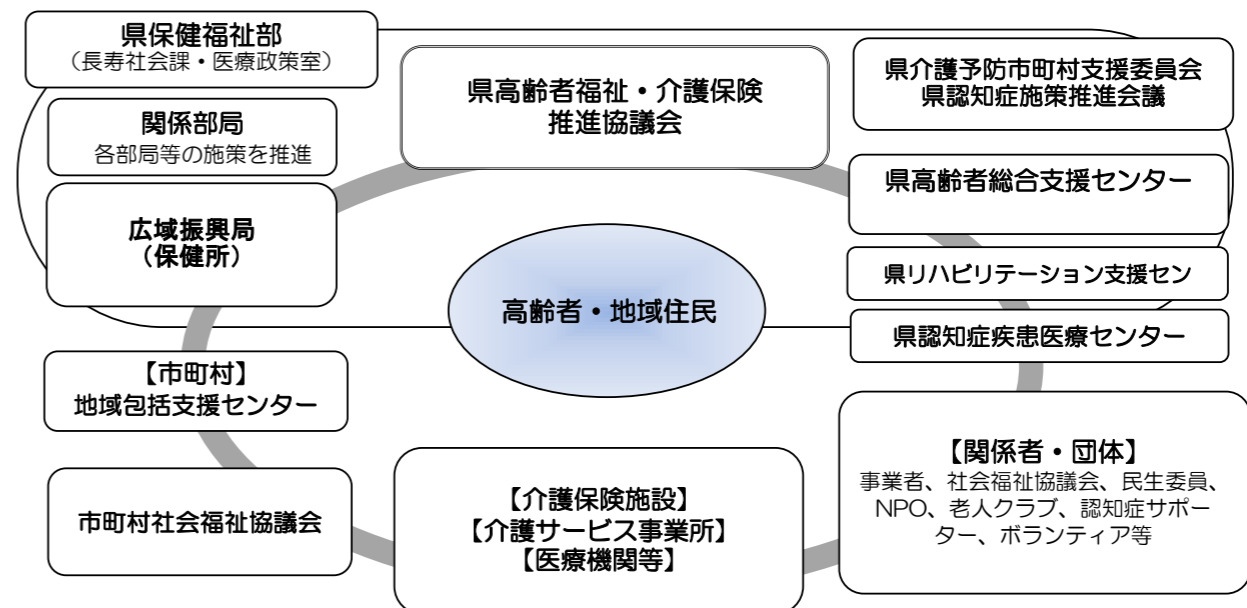 県保健福祉部
（長寿社会課・医療政策室）
関係部局
各部局等の施策を推進
広域振興局
（保健所）
【市町村】
地域包括支援センター
市町村社会福祉協議会
県高齢者福祉・介護保険
推進協議会
高齢者・地域住民
【介護保険施設】
【介護サービス事業所】
【医療機関等】
県介護予防市町村支援委員会
県認知症施策推進会議
県高齢者総合支援センター
県リハビリテーション支援セン
県認知症疾患医療センター
【関係者・団体】
事業者、社会福祉協議会、民生委員、
NPO、老人クラブ、認知症サポー
ター、ボランティア等